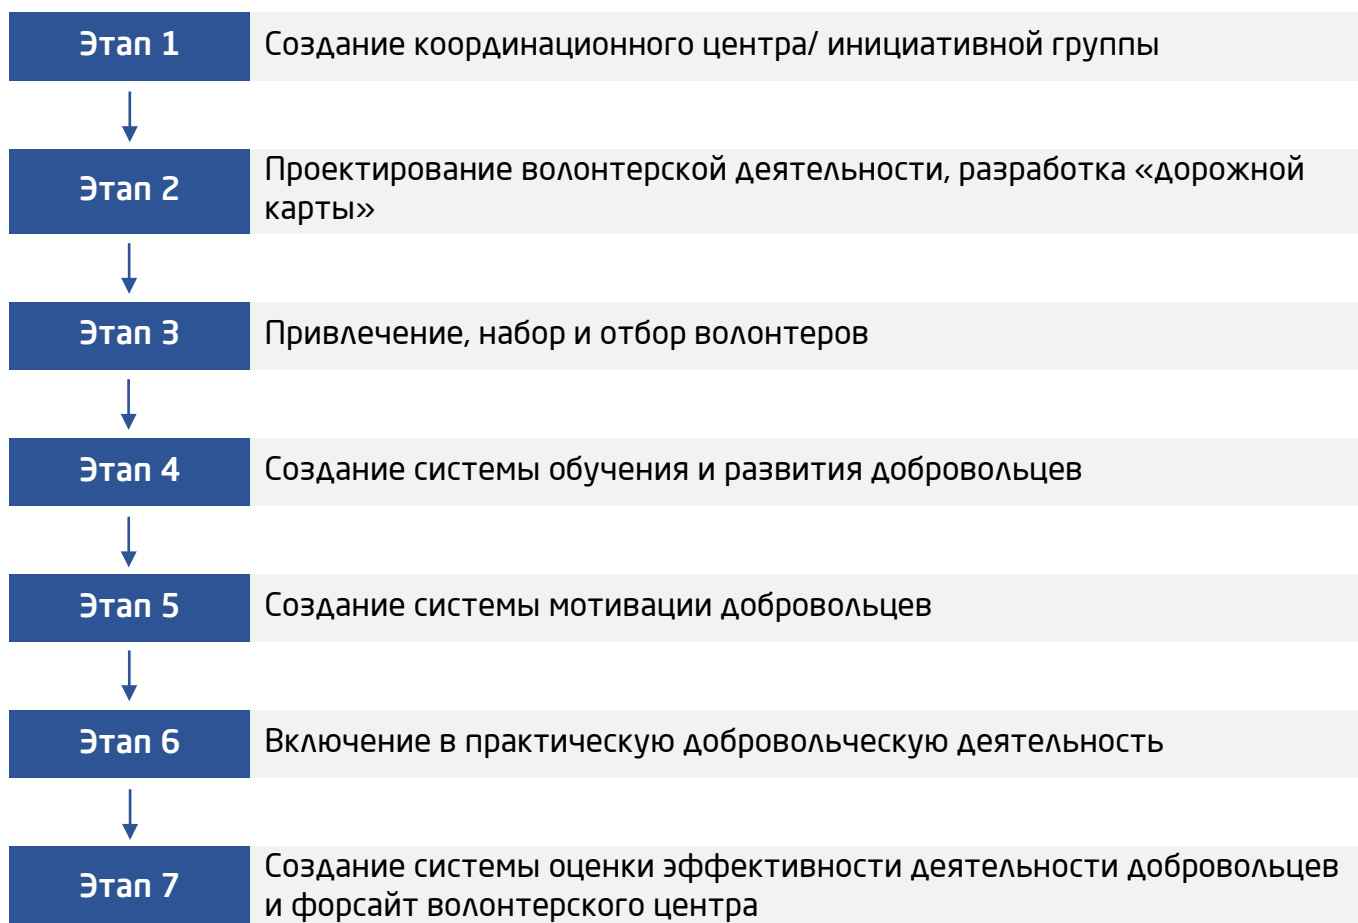 Этап 1
Создание координационного центра/ инициативной группы
Этап 2
Проектирование волонтерской деятельности, разработка «дорожной
карты»
Этап 3
Привлечение, набор и отбор волонтеров
Этап 4
Создание системы обучения и развития добровольцев
Этап 5
Создание системы мотивации добровольцев
Этап 6
Включение в практическую добровольческую деятельность
Этап 7
Создание системы оценки эффективности деятельности добровольцев
и форсайт волонтерского центра